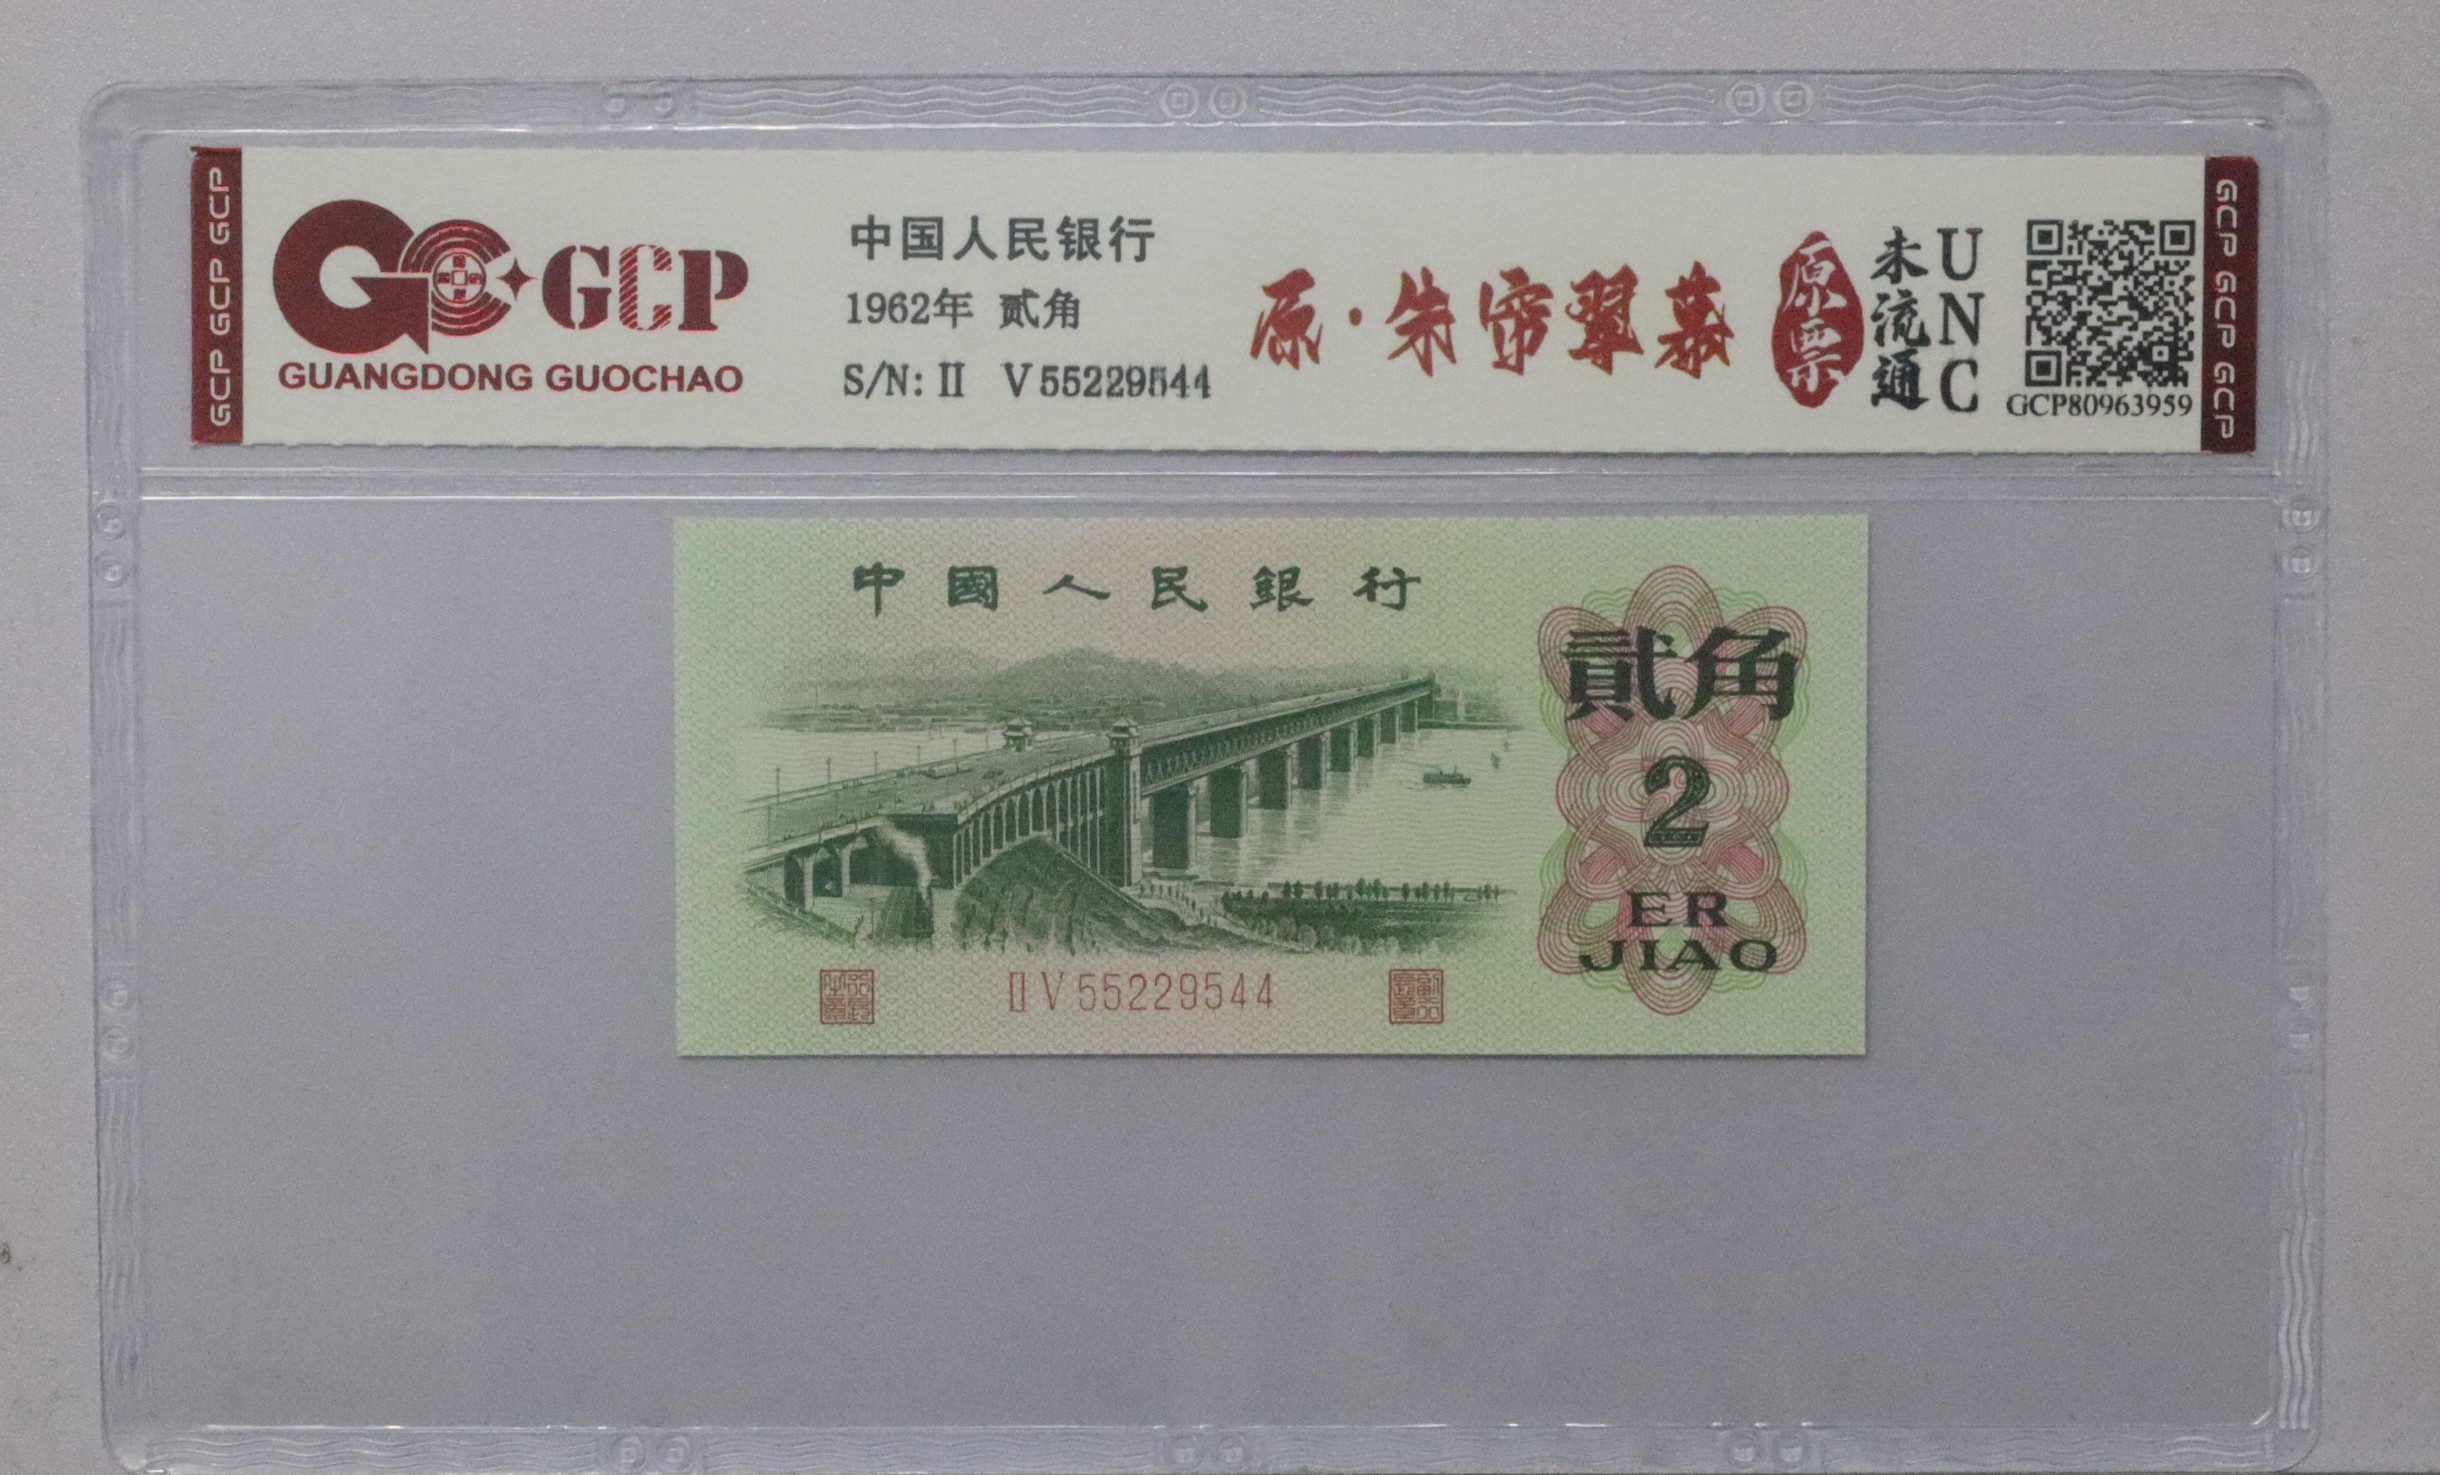 GCP GCP GCP
GCP
GUANGDONG GUOCHAO
中国人民银行
1962年 贰角
S/N: II V55229544
原·朱帘翠幕
原票
未流通
UNC
GCP80963959
GCP GCP GCP
中國人民銀行
貳角
2
ER
JIAO
II V 55229544